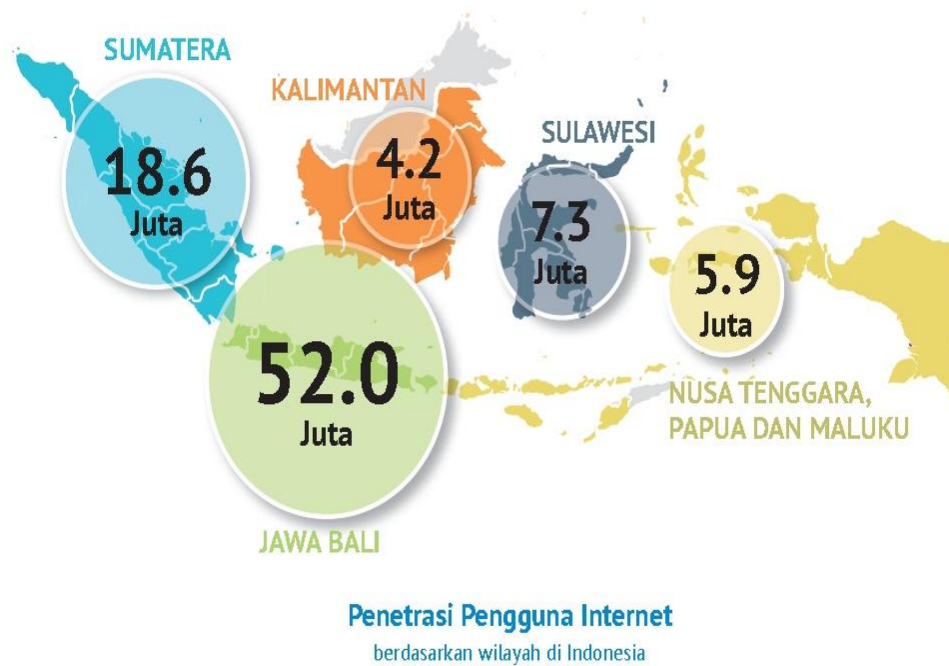 SUMATERA
18.6
Juta
KALIMANTAN
4.2
Juta
SULAWESI
7.3
Juta
5.9
Juta
NUSA TENGGARA,
PAPUA DAN MALUKU
52.0
Juta
JAWA BALI
Penetrasi Pengguna Internet
berdasarkan wilayah di Indonesia